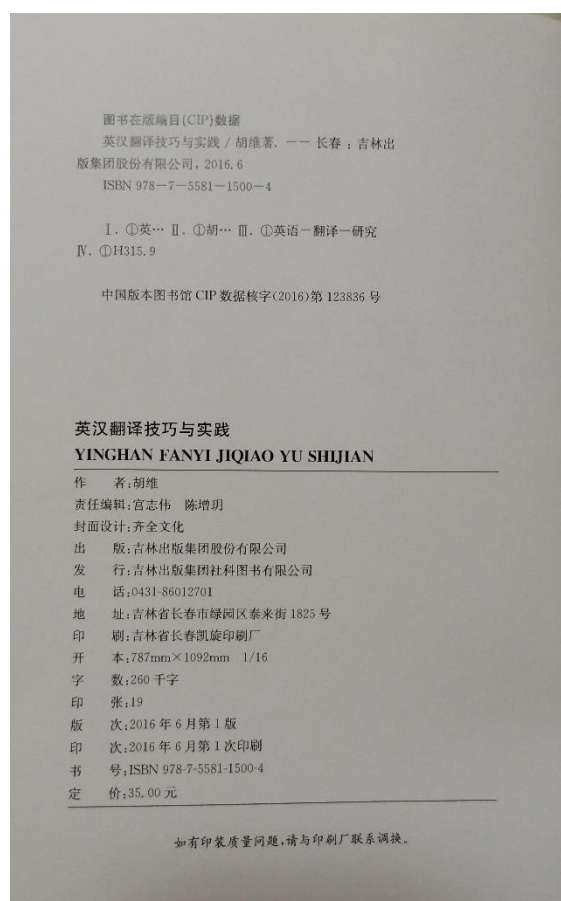 图书在版编目(CIP)数据
英汉翻译技巧与实践 / 胡维著. —— 长春 : 吉林出
版集团股份有限公司, 2016.6
ISBN 978-7-5581-1500-4
Ⅰ. ①英… Ⅱ. ①胡… Ⅲ. ①英语-翻译-研究
Ⅳ. ①H315.9
中国版本图书馆 CIP 数据核字(2016)第 123836 号
英汉翻译技巧与实践
YINGHAN FANYI JIQIAO YU SHIJIAN
作 者:胡维
责任编辑:宫志伟 陈增玥
封面设计:齐全文化
出 版:吉林出版集团股份有限公司
发 行:吉林出版集团社科图书有限公司
电 话:0431-86012701
地 址:吉林省长春市绿园区泰来街 1825 号
印 刷:吉林省长春凯旋印刷厂
开 本:787mm×1092mm 1/16
字 数:260 千字
印 张:19
版 次:2016 年 6 月第 1 版
印 次:2016 年 6 月第 1 次印刷
书 号:ISBN 978-7-5581-1500-4
定 价:35.00 元
如有印装质量问题,请与印刷厂联系调换。